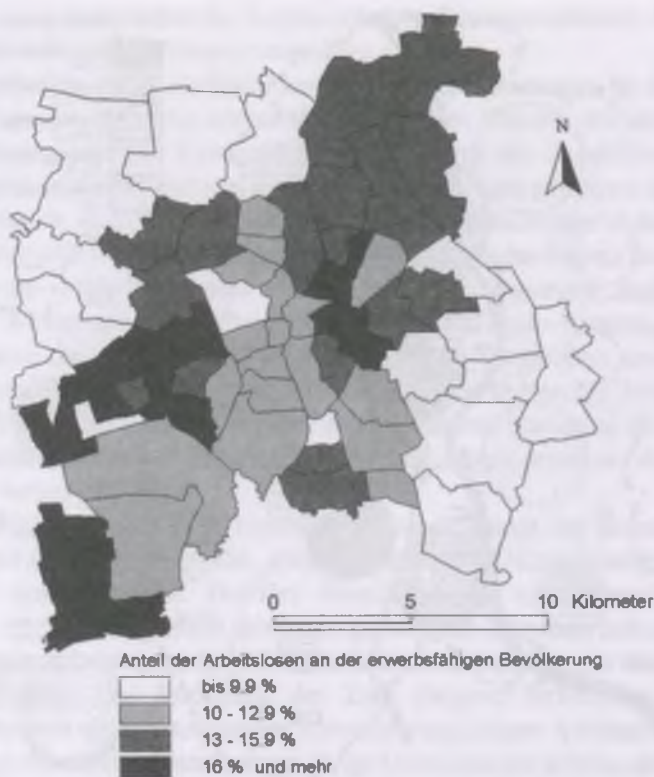 N
0 5 10 Kilometer
Anteil der Arbeitslosen an der erwerbsfähigen Bevölkerung
bis 9.9 %
10 - 12.9 %
13 - 15.9 %
16 % und mehr